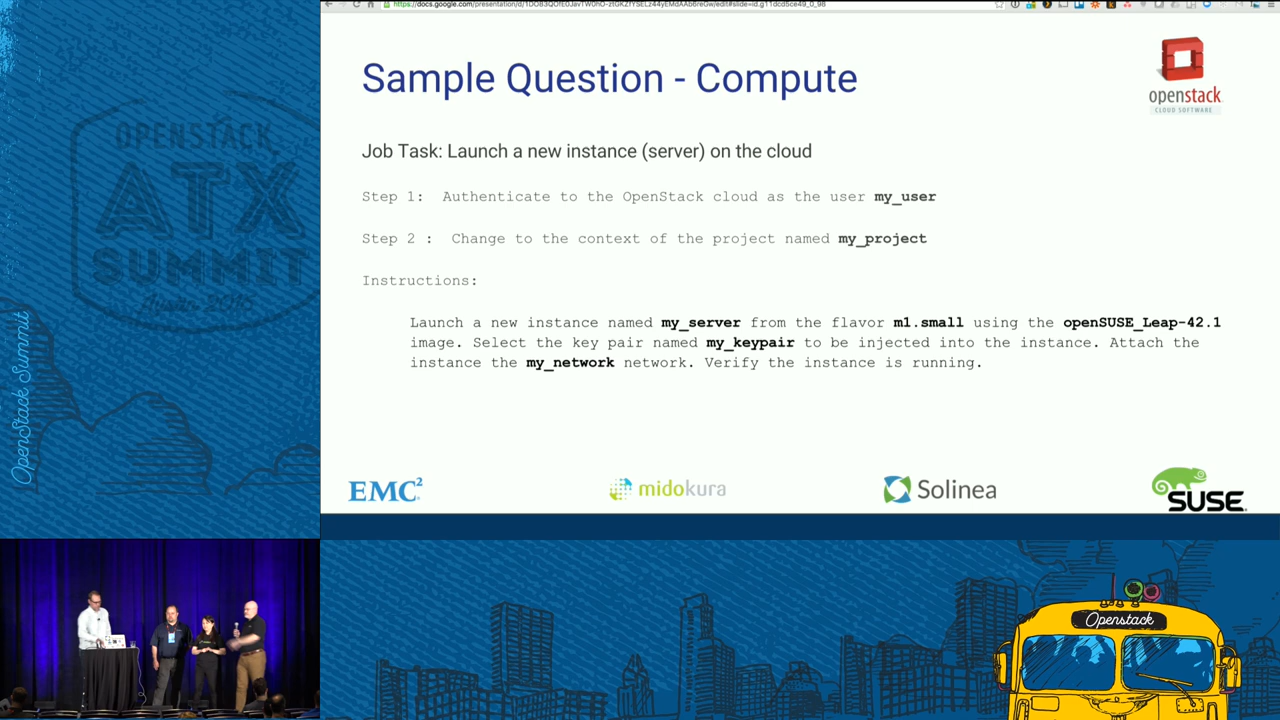 Sample Question - Compute
openstack
CLOUD SOFTWARE
Job Task: Launch a new instance (server) on the cloud
Step 1: Authenticate to the OpenStack cloud as the user my_user
Step 2 : Change to the context of the project named my_project
Instructions:
Launch a new instance named my_server from the flavor m1.small using the openSUSE_Leap-42.1
image. Select the key pair named my_keypair to be injected into the instance. Attach the
instance the my_network network. Verify the instance is running.
EMC²
midokura
Solinea
SUSE
OPENSTACK
ATX
SUMMIT
Austin 2016
OpenStack Summit
Openstack